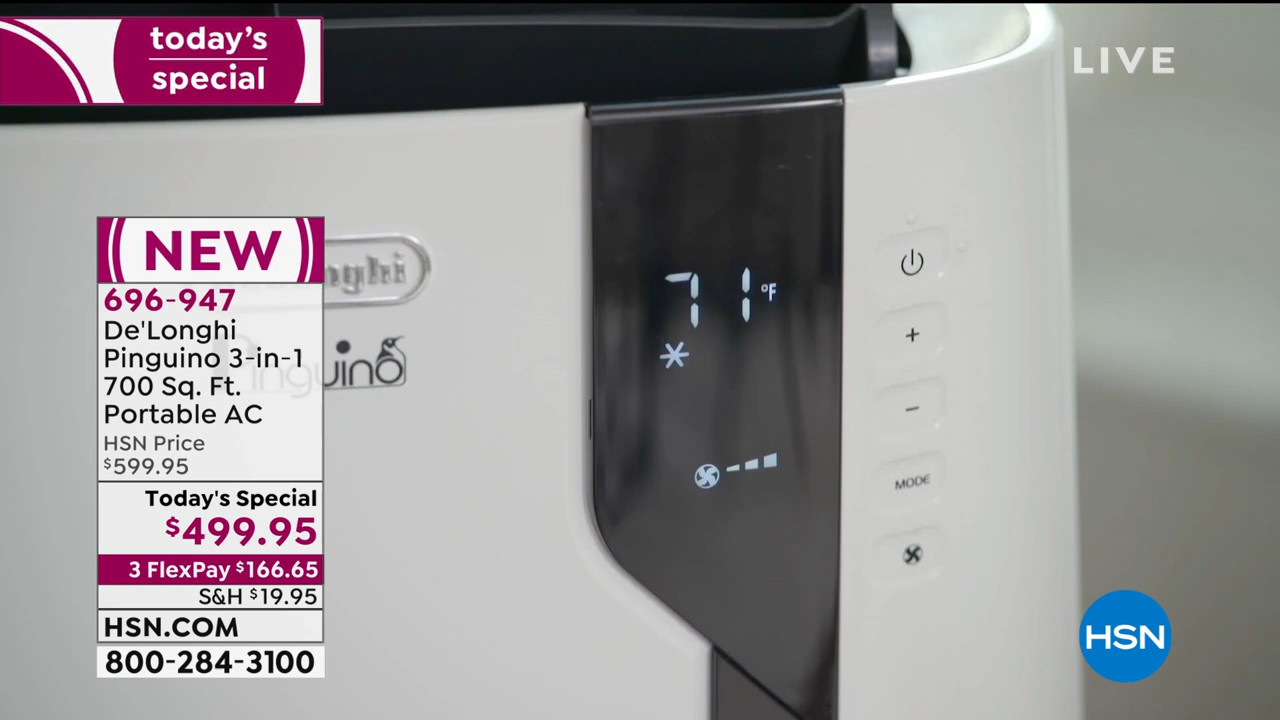 today's
special
LIVE
NEW
696-947
De'Longhi
Pinguino 3-in-1
700 Sq. Ft.
Portable AC
HSN Price
$599.95
Today's Special
$499.95
3 FlexPay $166.65
S&H $19.95
HSN.COM
800-284-3100
nghi
Pinguino
71°F
+
−
MODE
HSN